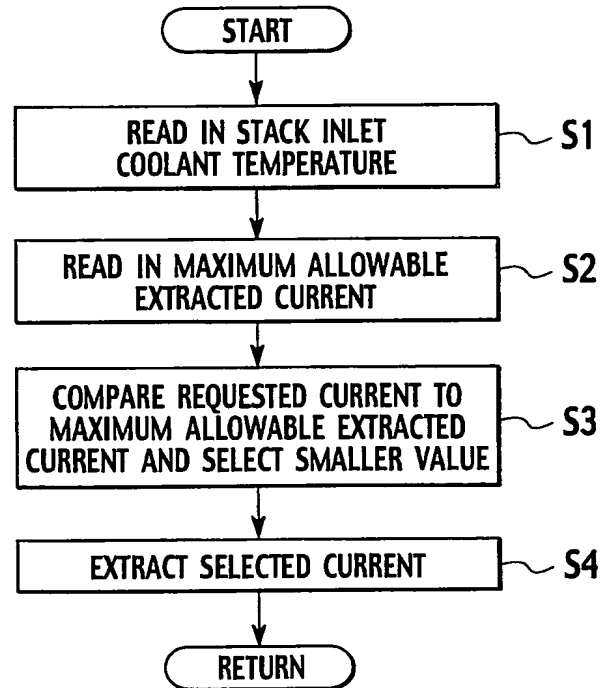 START
READ IN STACK INLET
COOLANT TEMPERATURE
S1
READ IN MAXIMUM ALLOWABLE
EXTRACTED CURRENT
S2
COMPARE REQUESTED CURRENT TO
MAXIMUM ALLOWABLE EXTRACTED
CURRENT AND SELECT SMALLER VALUE
S3
EXTRACT SELECTED CURRENT
S4
RETURN